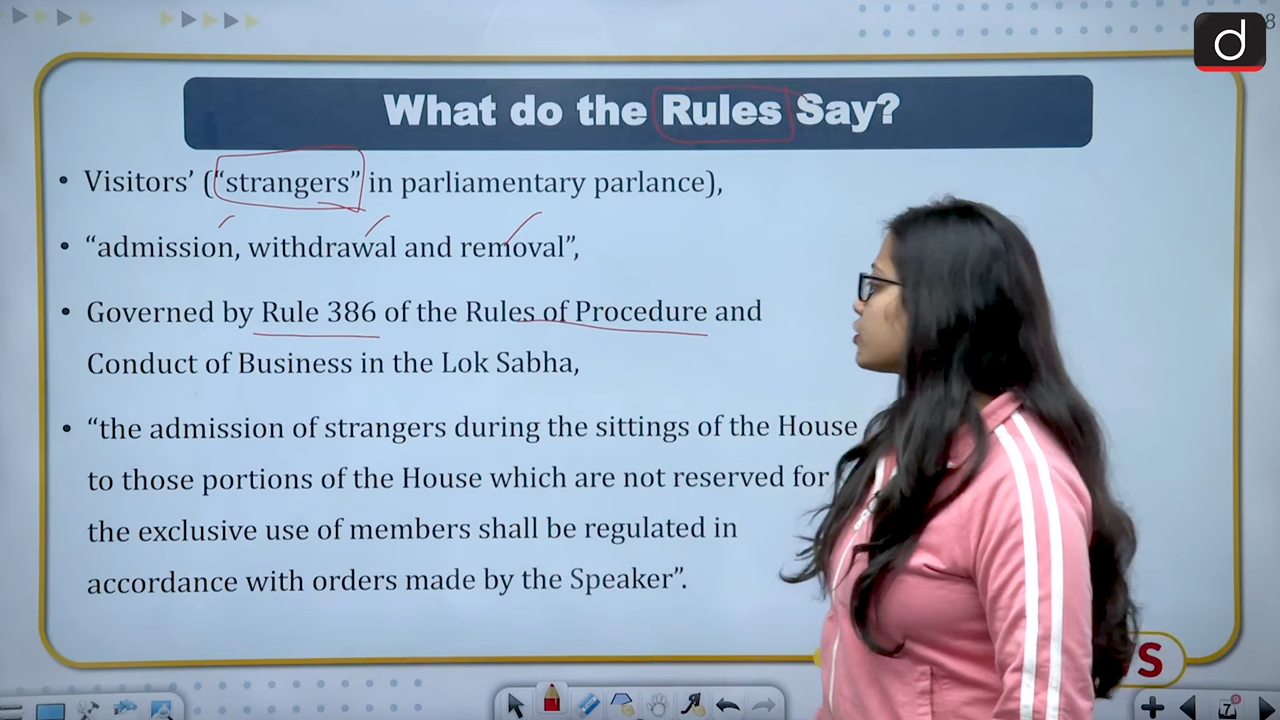 d
8
What do the Rules Say?
• Visitors’ (“strangers” in parliamentary parlance),
• “admission, withdrawal and removal”,
• Governed by Rule 386 of the Rules of Procedure and
Conduct of Business in the Lok Sabha,
• “the admission of strangers during the sittings of the House
to those portions of the House which are not reserved for
the exclusive use of members shall be regulated in
accordance with orders made by the Speaker”.
S
7